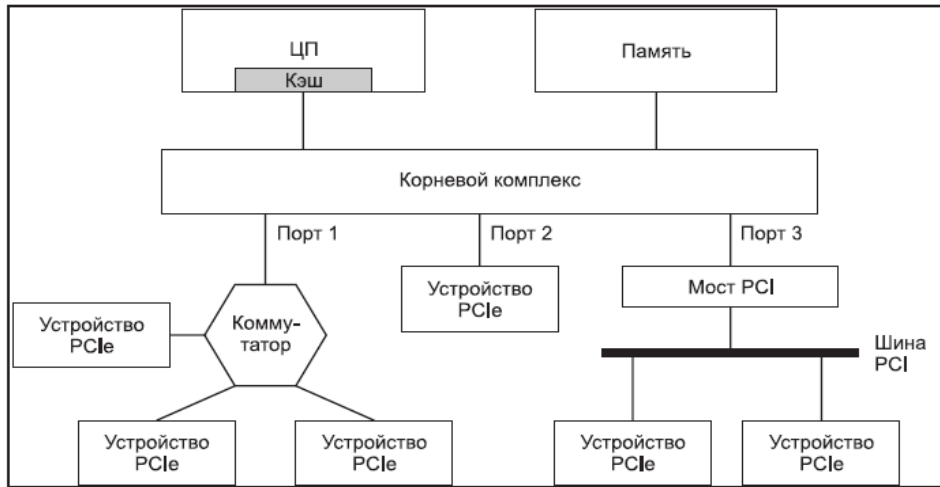 ЦП
Кэш
Память
Корневой комплекс
Порт 1
Порт 2
Порт 3
Устройство
PCIe
Комму-
татор
Устройство
PCIe
Мост PCI
Шина
PCI
Устройство
PCIe
Устройство
PCIe
Устройство
PCIe
Устройство
PCIe